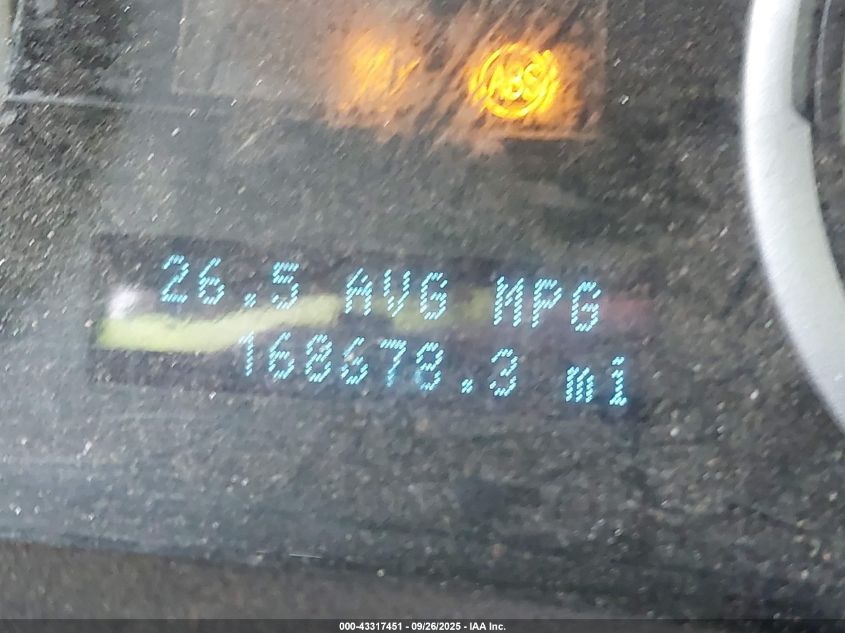 ABS
26.5 AVG MPG
168678.3 mi
000-43317451 - 09/26/2025 - IAA Inc.